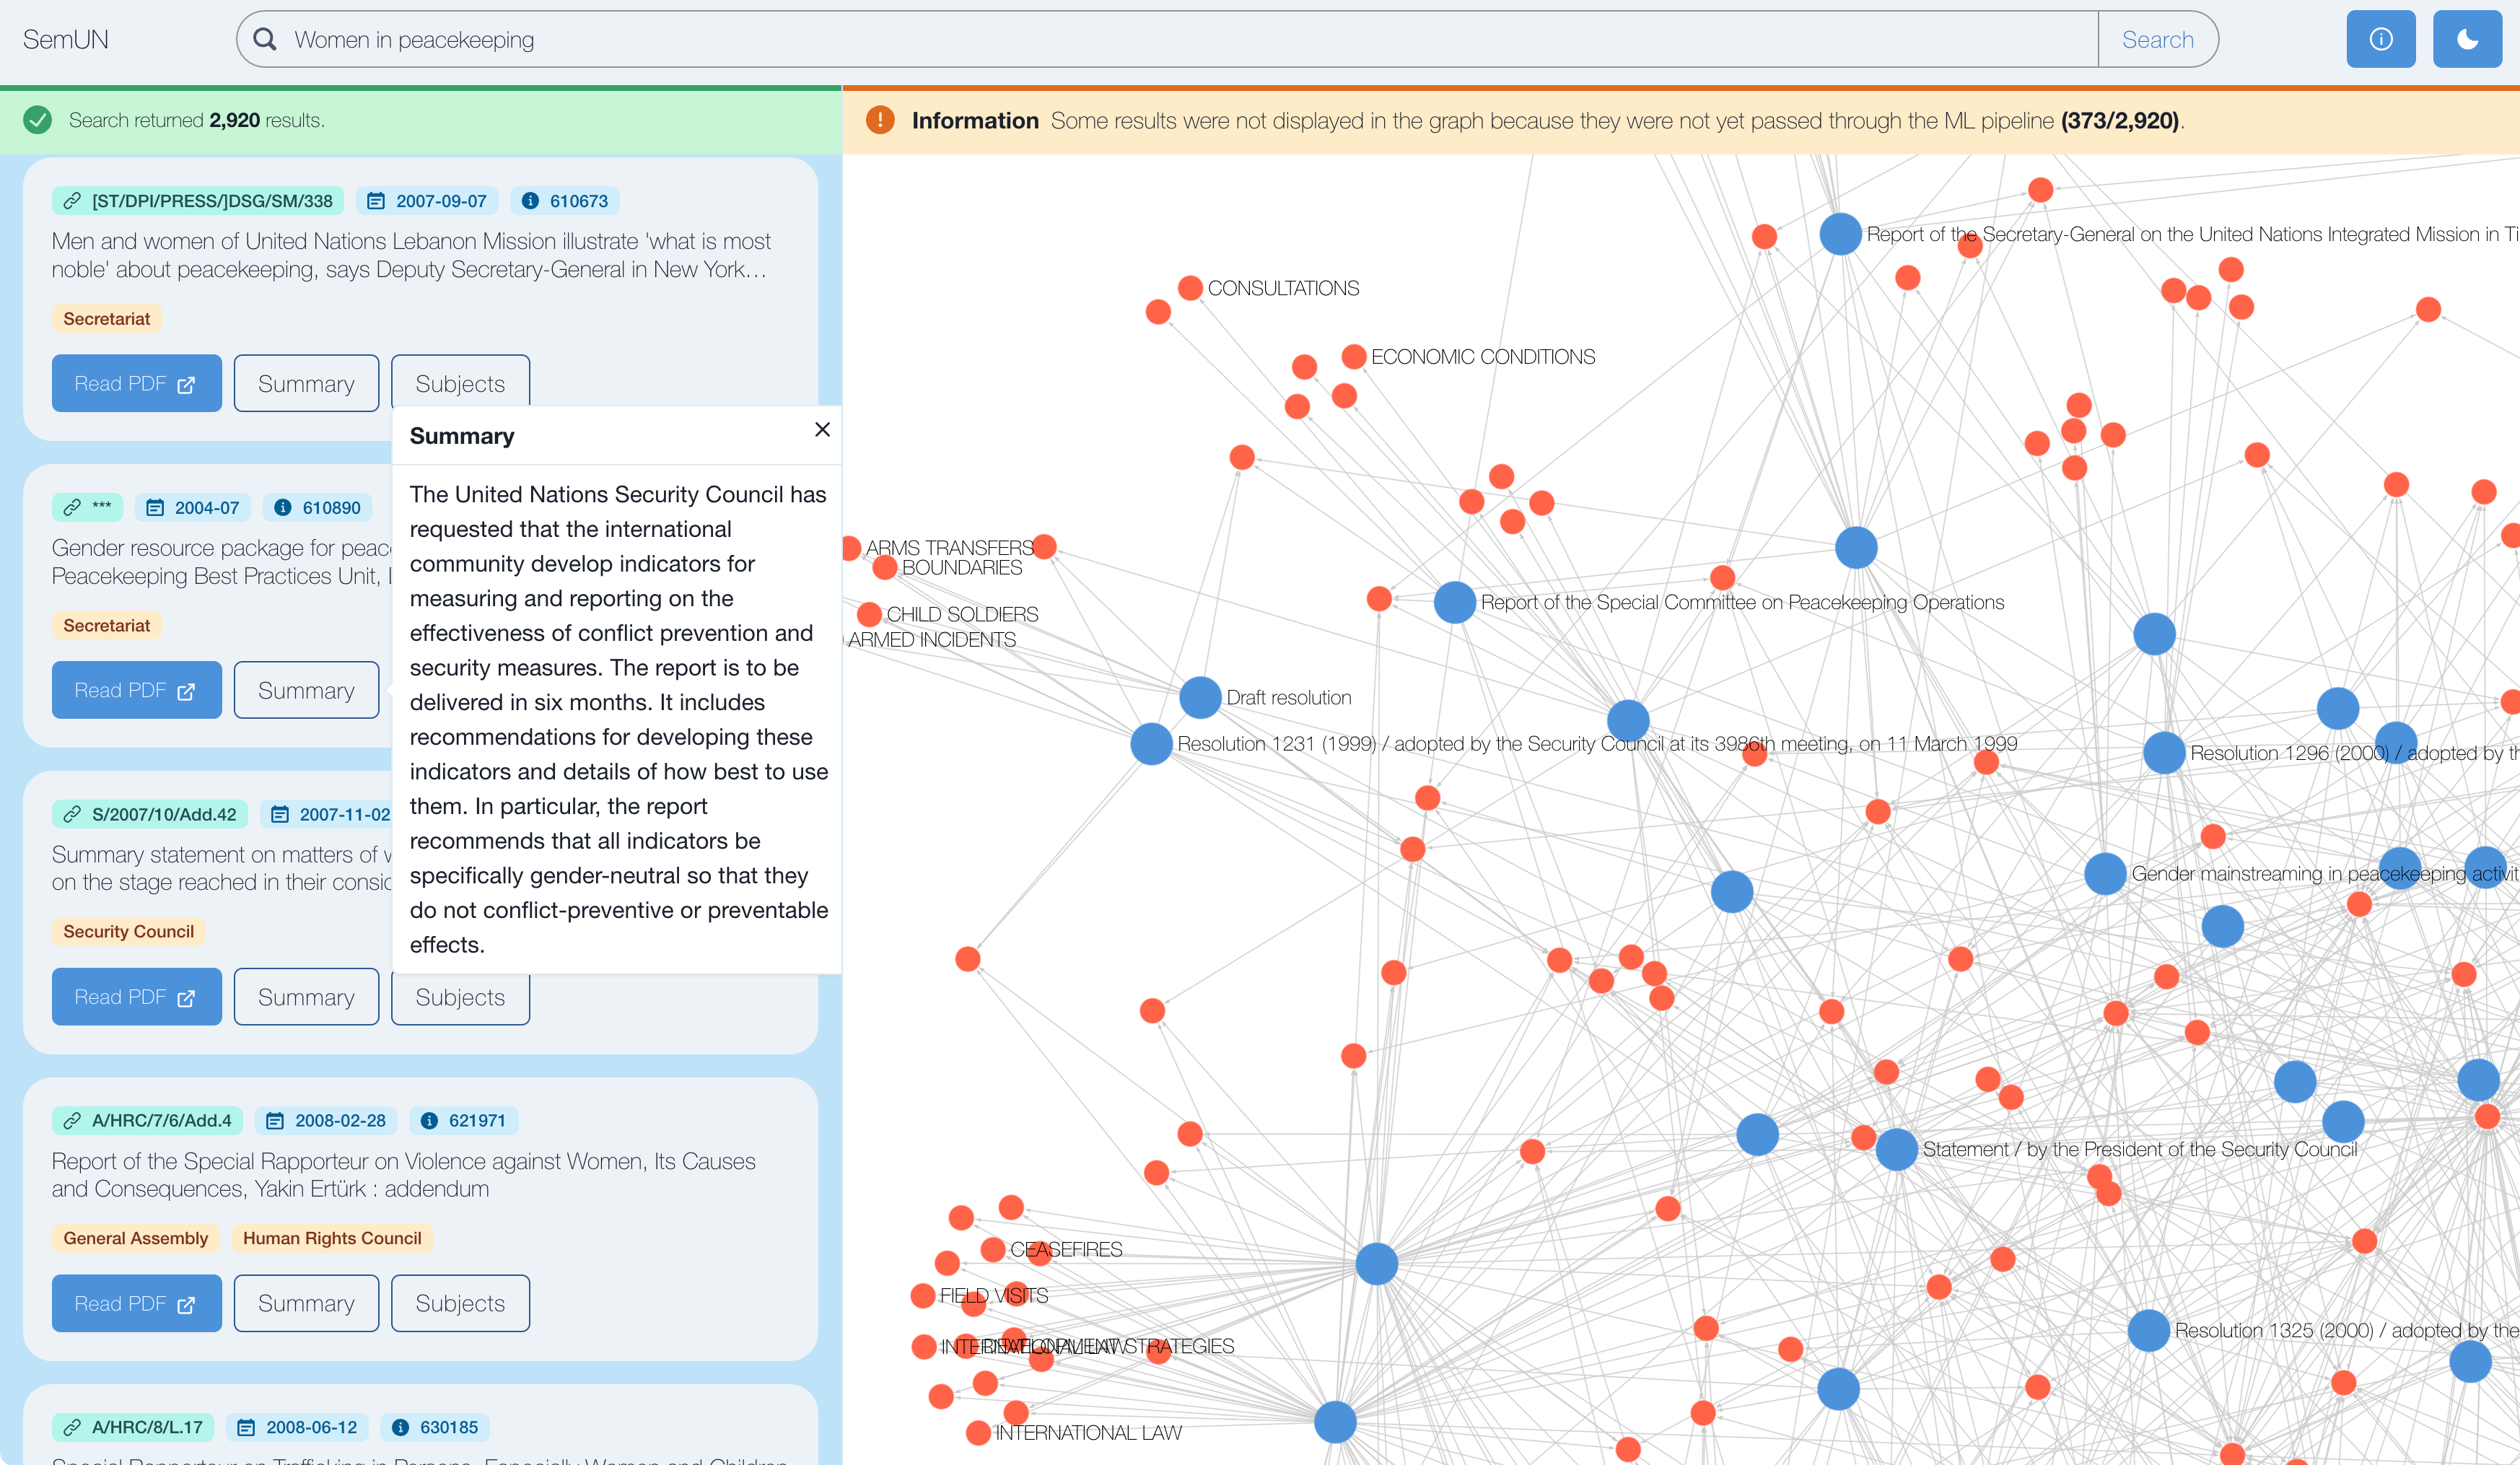 SemUN
Women in peacekeeping
Search
Search returned 2,920 results.
Information Some results were not displayed in the graph because they were not yet passed through the ML pipeline (373/2,920).
[ST/DPI/PRESS/]DSG/SM/338 2007-09-07 610673
Men and women of United Nations Lebanon Mission illustrate 'what is most
noble' about peacekeeping, says Deputy Secretary-General in New York…
Secretariat
Read PDF Summary Subjects
*** 2004-07 610890
Gender resource package for
Peacekeeping Best Practices Unit,
Secretariat
Read PDF Summary
S/2007/10/Add.42 2007-11-02
Summary statement on matters of
on the stage reached in their
Security Council
Read PDF Summary Subjects
A/HRC/7/6/Add.4 2008-02-28 621971
Report of the Special Rapporteur on Violence against Women, Its Causes
and Consequences, Yakin Ertürk : addendum
General Assembly Human Rights Council
Read PDF Summary Subjects
A/HRC/8/L.17 2008-06-12 630185
Special Rapporteur on Trafficking in Persons, Especially Women and Children
Summary
The United Nations Security Council has
requested that the international
community develop indicators for
measuring and reporting on the
effectiveness of conflict prevention and
security measures. The report is to be
delivered in six months. It includes
recommendations for developing these
indicators and details of how best to use
them. In particular, the report
recommends that all indicators be
specifically gender-neutral so that they
do not conflict-preventive or preventable
effects.
Report of the Secretary-General on the United Nations Integrated Mission in Ti
CONSULTATIONS
ECONOMIC CONDITIONS
ARMS TRANSFERS
BOUNDARIES
CHILD SOLDIERS
ARMED INCIDENTS
Report of the Special Committee on Peacekeeping Operations
Draft resolution
Resolution 1231 (1999) / adopted by the Security Council at its 3986th meeting, on 11 March 1999
Resolution 1296 (2000) / adopted by th
Gender mainstreaming in peacekeeping activit
Statement / by the President of the Security Council
CEASEFIRES
FIELD VISITS
INTERNATIONAL LAW
DEVELOPMENT STRATEGIES
Resolution 1325 (2000) / adopted by the
INTERNATIONAL LAW